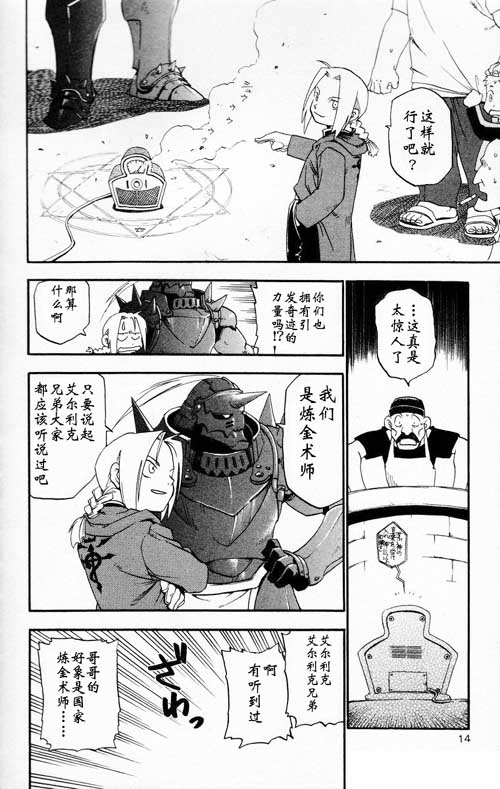 这样就
行了吧？
…这真是
太惊人了
你们也
拥有引
发奇迹的
力量吗!?
那算
什么啊
我们
是炼金术师
只要说起
艾尔利克
兄弟大家
都应该听
说过吧
艾尔利克
艾尔利克兄弟
有听到
过
ざわっ
哥哥的
好象是国家
炼金术师……
14